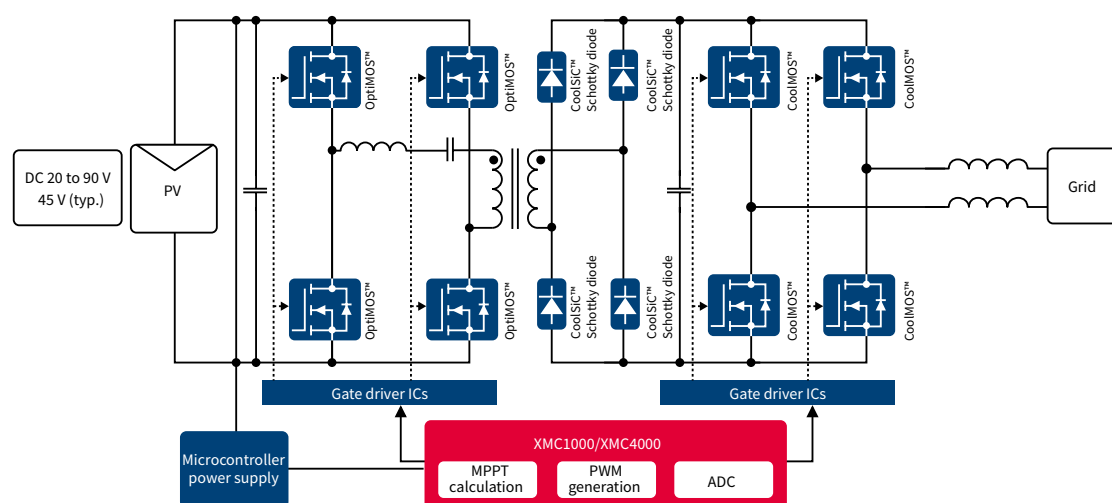 OptiMOS™
OptiMOS™
CoolSiC™
Schottky diode
CoolSiC™
Schottky diode
CoolMOS™
CoolMOS™
DC 20 to 90 V
45 V (typ.)
PV
Grid
OptiMOS™
OptiMOS™
CoolSiC™
Schottky diode
CoolSiC™
Schottky diode
CoolMOS™
CoolMOS™
Gate driver ICs
Gate driver ICs
Microcontroller
power supply
XMC1000/XMC4000
MPPT
calculation
PWM
generation
ADC